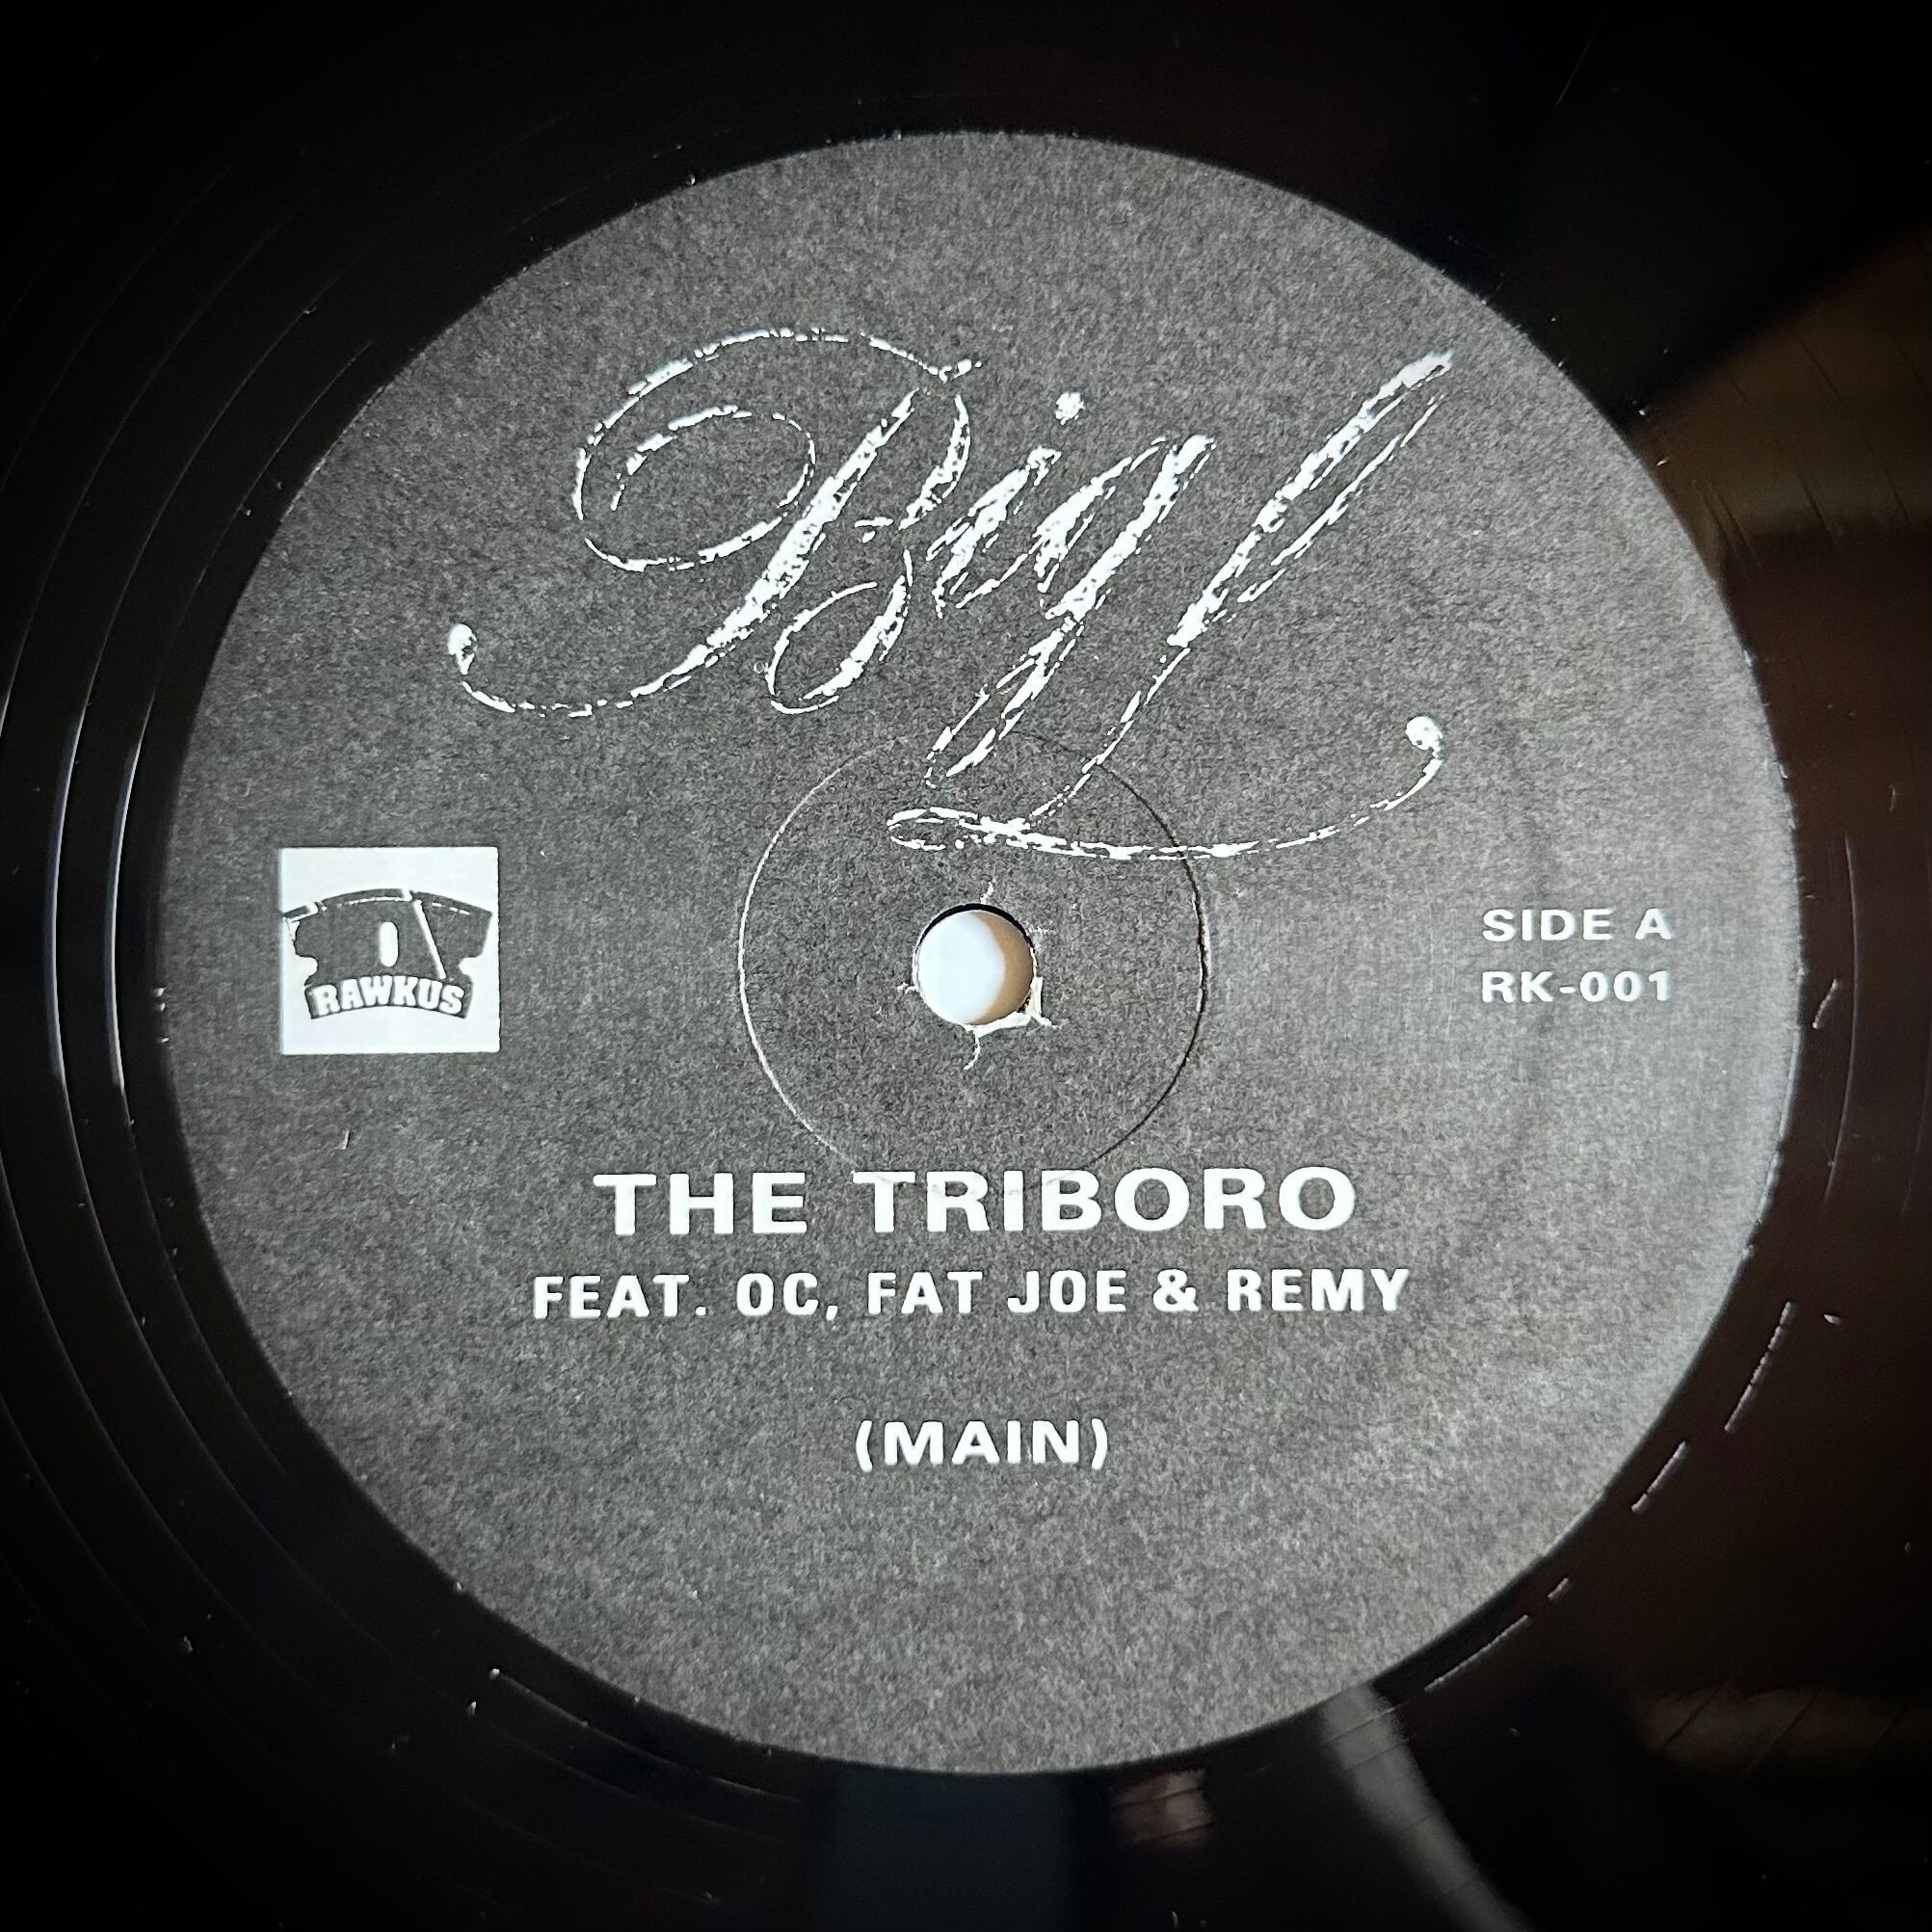 Big L
RAWKUS
SIDE A
RK-001
THE TRIBORO
FEAT. OC, FAT JOE & REMY
(MAIN)